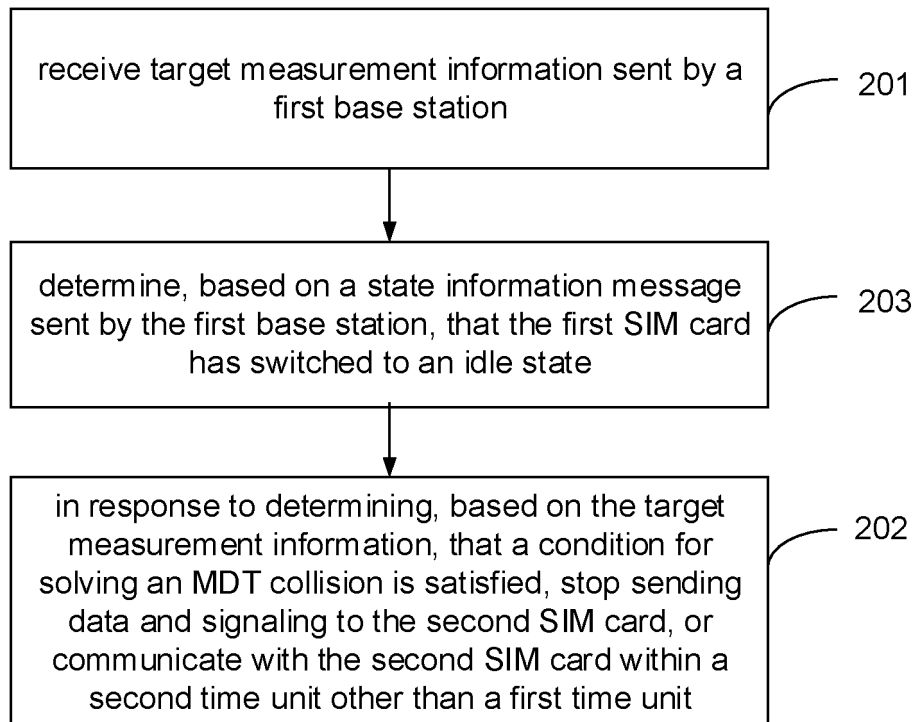 receive target measurement information sent by a
first base station
201
determine, based on a state information message
sent by the first base station, that the first SIM card
has switched to an idle state
203
in response to determining, based on the target
measurement information, that a condition for
solving an MDT collision is satisfied, stop sending
data and signaling to the second SIM card, or
communicate with the second SIM card within a
second time unit other than a first time unit
202